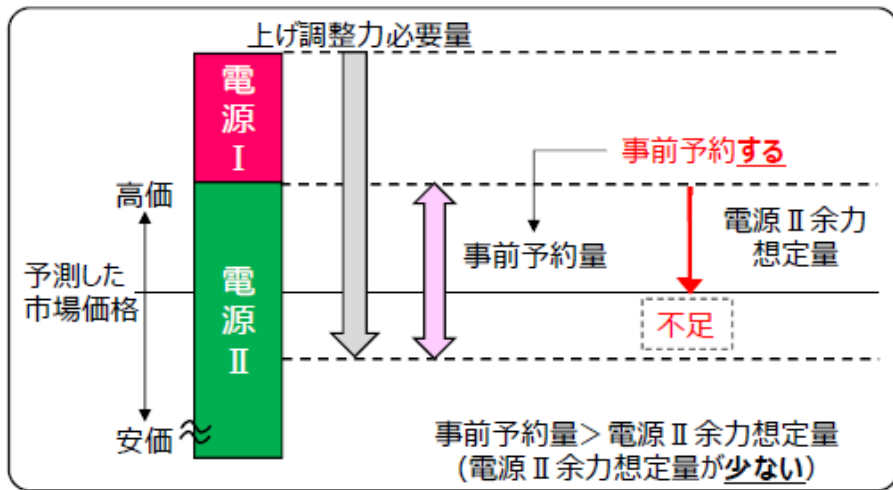 上げ調整力必要量
電源Ⅰ
事前予約する
高価
電源Ⅱ余力
想定量
事前予約量
予測した
市場価格
電源Ⅱ
不足
安価
事前予約量＞電源Ⅱ余力想定量
(電源Ⅱ余力想定量が少ない)